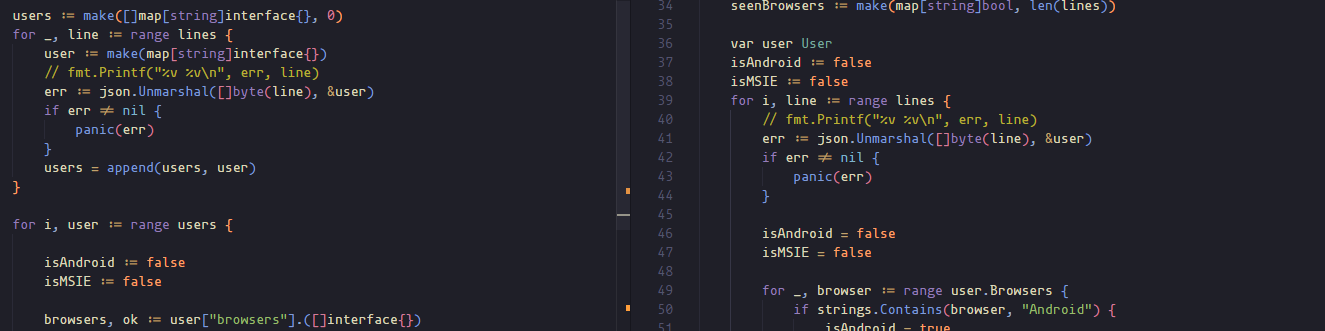 users := make([]map[string]interface{}, 0)
for _, line := range lines {
user := make(map[string]interface{})
// fmt.Printf("%v %v\n", err, line)
err := json.Unmarshal([]byte(line), &user)
if err != nil {
panic(err)
}
users = append(users, user)
}
for i, user := range users {
isAndroid := false
isMSIE := false
browsers, ok := user["browsers"].([]interface{})
34 seenBrowsers := make(map[string]bool, len(lines))
35
36 var user User
37 isAndroid := false
38 isMSIE := false
39 for i, line := range lines {
40 // fmt.Printf("%v %v\n", err, line)
41 err := json.Unmarshal([]byte(line), &user)
42 if err != nil {
43 panic(err)
44 }
45
46 isAndroid = false
47 isMSIE = false
48
49 for _, browser := range user.Browsers {
50 if strings.Contains(browser, "Android") {
51 isAndroid = true